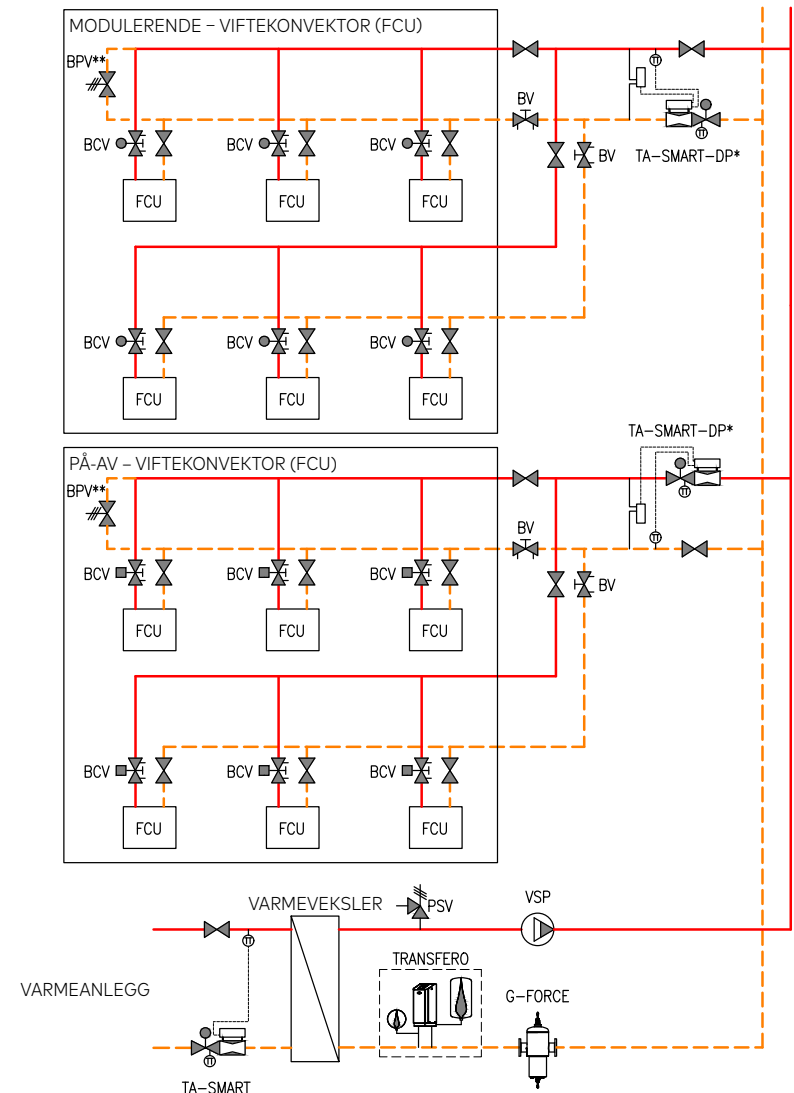 MODULERENDE – VIFTEKONVEKTOR (FCU)
BPV**
BV
BCV BCV BCV BV TA-SMART-DP*
FCU FCU FCU
BCV BCV BCV
FCU FCU FCU
TA-SMART-DP*
PÅ-AV – VIFTEKONVEKTOR (FCU)
BPV**
BV
BCV BCV BCV BV
FCU FCU FCU
BCV BCV BCV
FCU FCU FCU
VARMEVEKSLER PSV VSP
TRANSFERO
VARMEANLEGG G-FORCE
TA-SMART